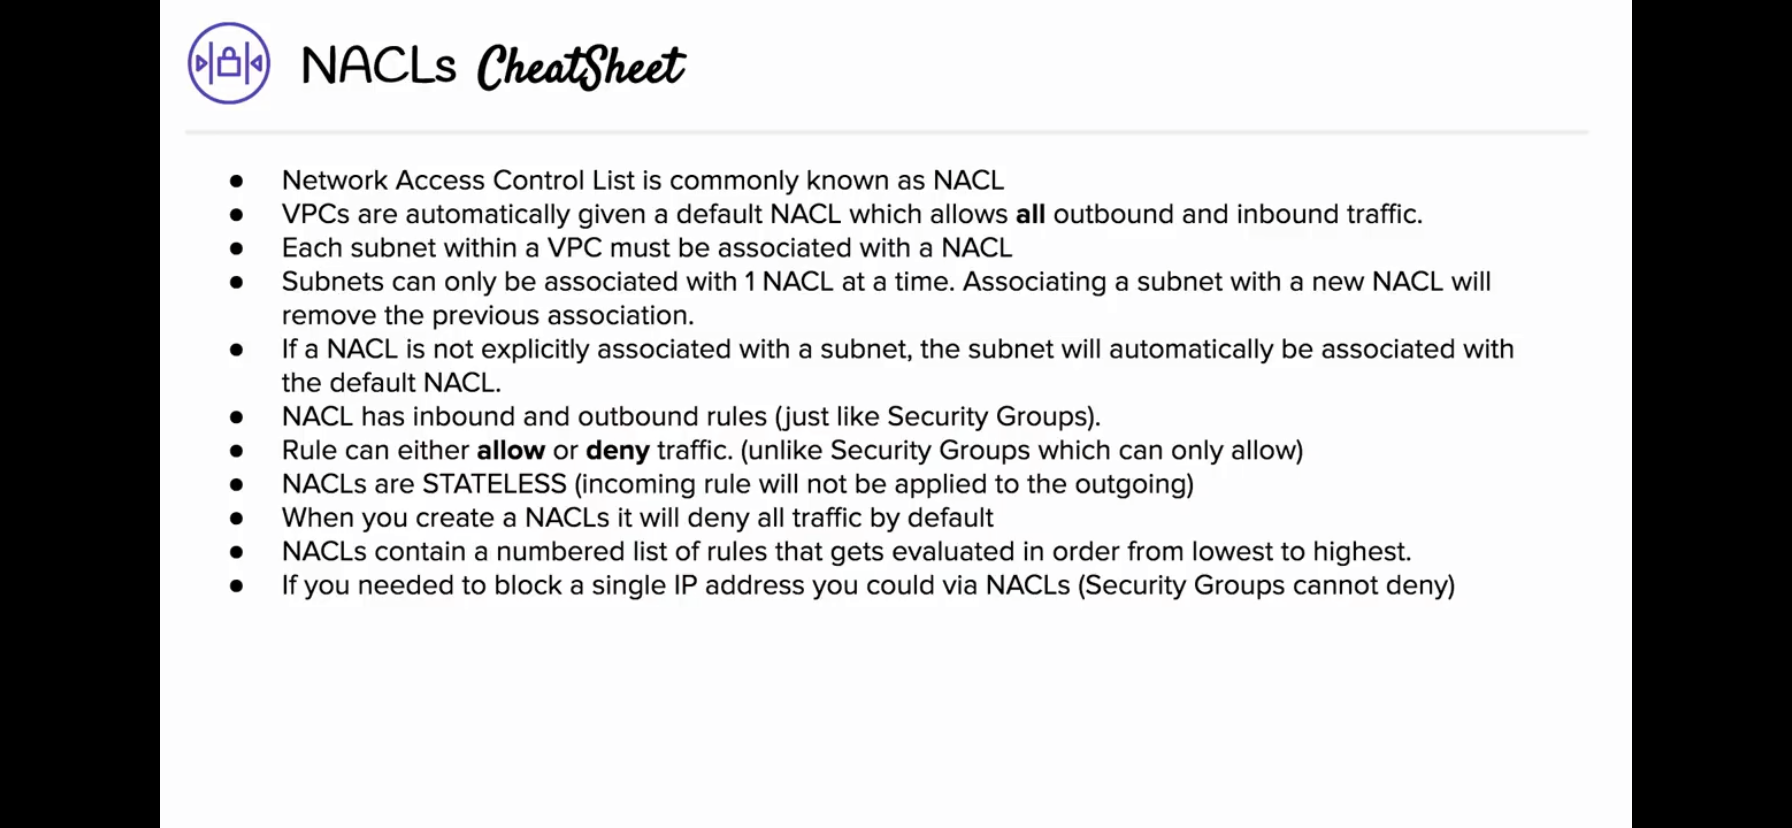 NACLs CheatSheet
● Network Access Control List is commonly known as NACL
● VPCs are automatically given a default NACL which allows all outbound and inbound traffic.
● Each subnet within a VPC must be associated with a NACL
● Subnets can only be associated with 1 NACL at a time. Associating a subnet with a new NACL will
remove the previous association.
● If a NACL is not explicitly associated with a subnet, the subnet will automatically be associated with
the default NACL.
● NACL has inbound and outbound rules (just like Security Groups).
● Rule can either allow or deny traffic. (unlike Security Groups which can only allow)
● NACLs are STATELESS (incoming rule will not be applied to the outgoing)
● When you create a NACLs it will deny all traffic by default
● NACLs contain a numbered list of rules that gets evaluated in order from lowest to highest.
● If you needed to block a single IP address you could via NACLs (Security Groups cannot deny)